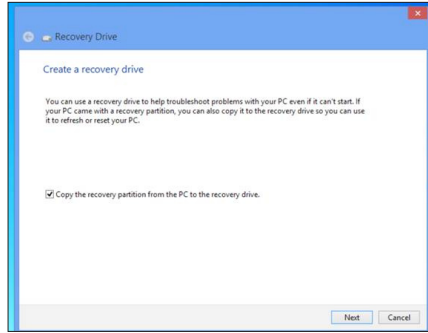 Recovery Drive
Create a recovery drive
You can use a recovery drive to help troubleshoot problems with your PC even if it can't start. If
your PC came with a recovery partition, you can also copy it to the recovery drive so you can use
it to refresh or reset your PC.
Copy the recovery partition from the PC to the recovery drive.
Next Cancel